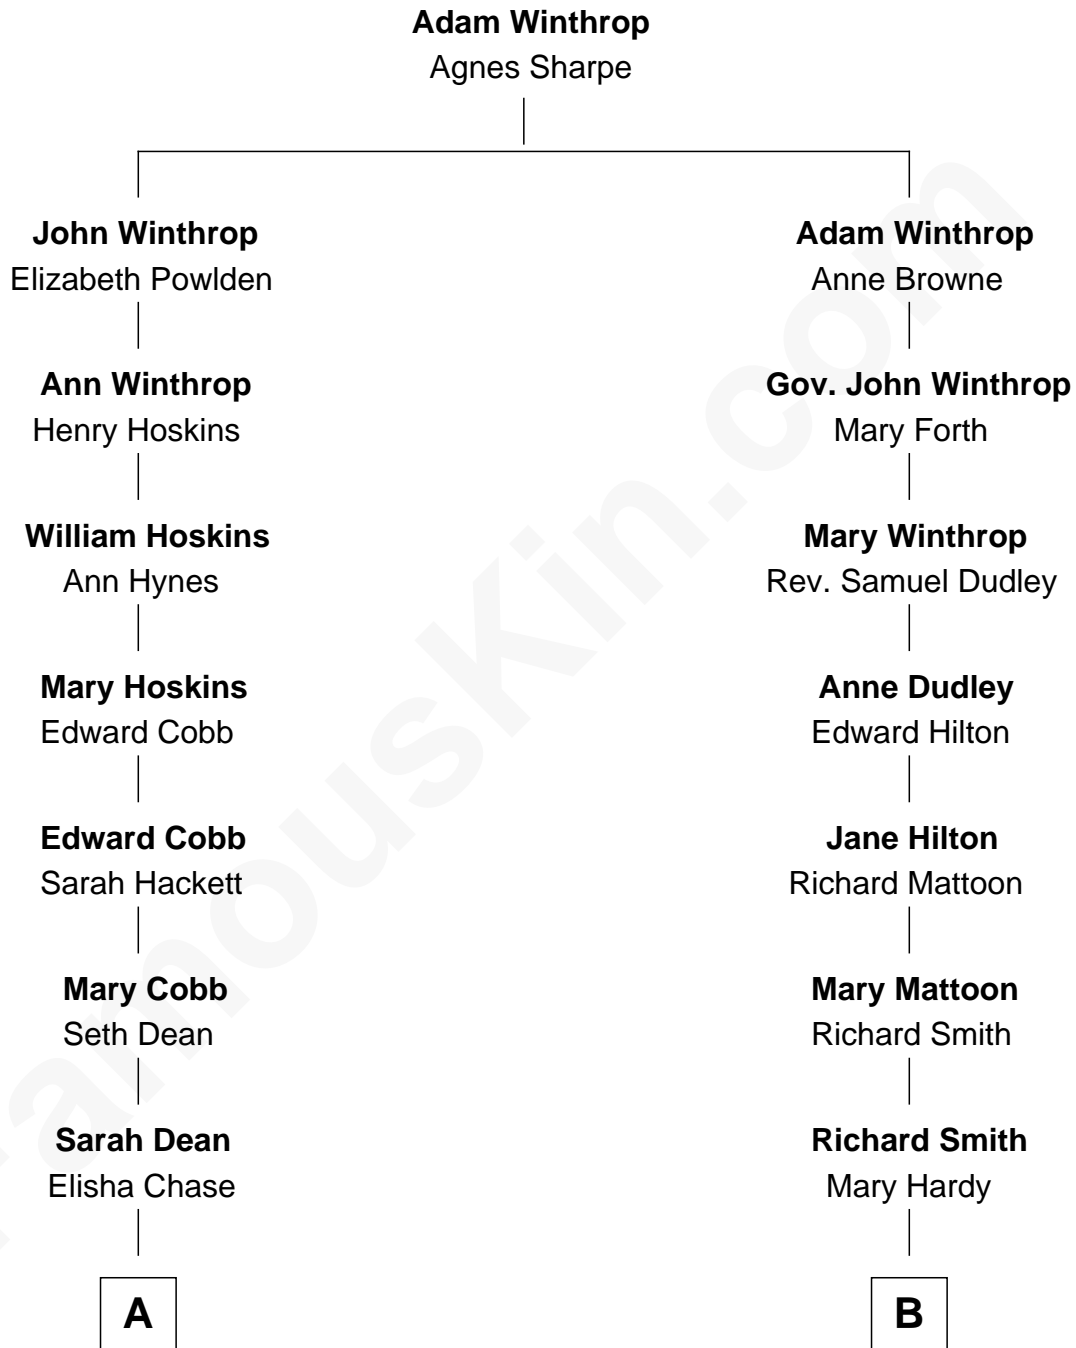 Adam Winthrop
Agnes Sharpe
John Winthrop
Elizabeth Powlden
Adam Winthrop
Anne Browne
Ann Winthrop
Henry Hoskins
Gov. John Winthrop
Mary Forth
William Hoskins
Ann Hynes
Mary Winthrop
Rev. Samuel Dudley
Mary Hoskins
Edward Cobb
Anne Dudley
Edward Hilton
Edward Cobb
Sarah Hackett
Jane Hilton
Richard Mattoon
Mary Cobb
Seth Dean
Mary Mattoon
Richard Smith
Sarah Dean
Elisha Chase
Richard Smith
Mary Hardy
A
B
FamousKin.com